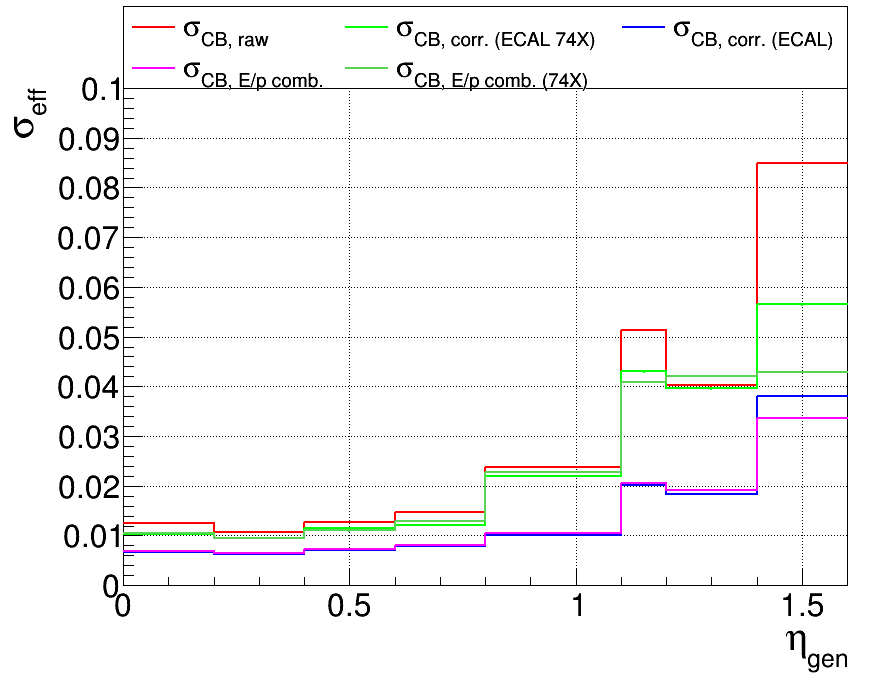 σCB, raw σCB, corr. (ECAL 74X) σCB, corr. (ECAL)
σCB, E/p comb. σCB, E/p comb. (74X)
σeff
0.1
0.09
0.08
0.07
0.06
0.05
0.04
0.03
0.02
0.01
0
0 0.5 1 1.5
ηgen